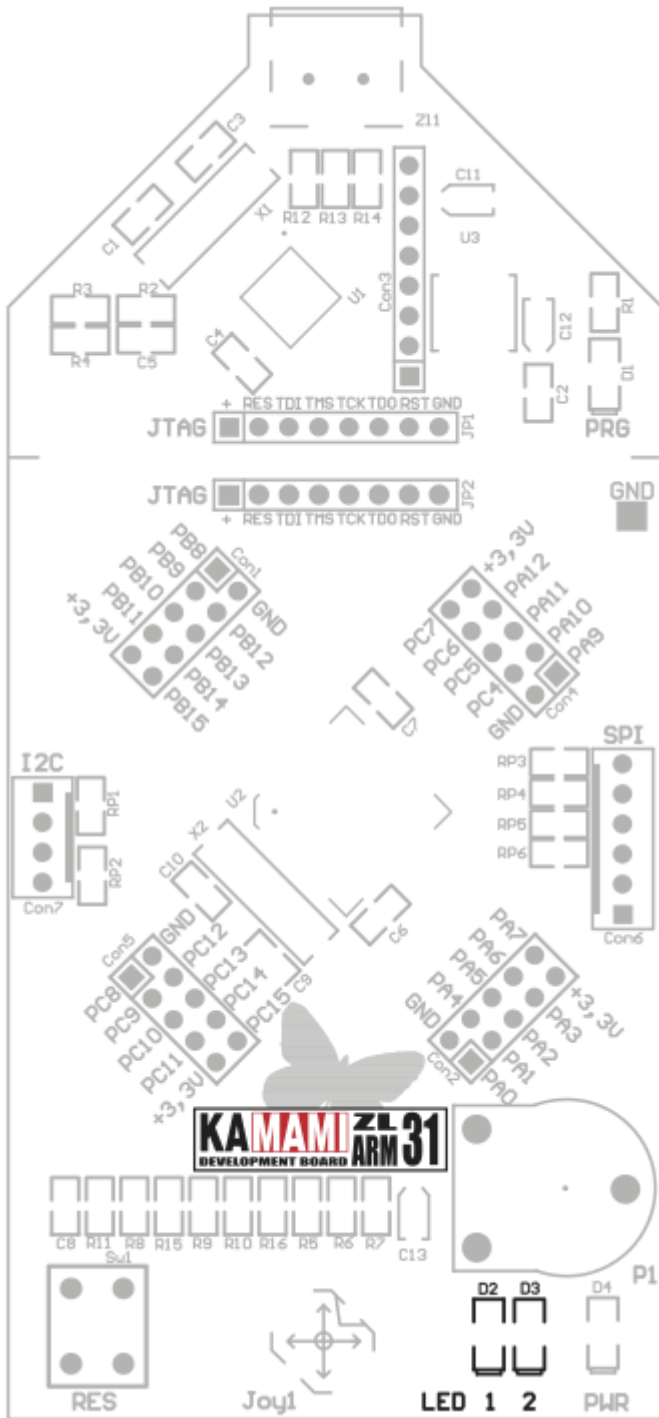 Zl1
C3
C1
X1
R12 R13 R14
C11
U3
R3 R2
R4 C5
U1
Con3
C4
R1
C12
D1
C2
PRG
+ RES TDI TMS TCK TDO RST GND
JTAG JP1
JTAG JP2
+ RES TDI TMS TCK TDO RST GND
GND
PB8 Con1
PB9
PB10
PB11
+3,3V
GND
PB12
PB13
PB14
PB15
+3,3V
PA12
PA11
PA10
PA9
PC7
PC6
PC5
PC4
GND
Con4
I2C
RP1
RP2
Con7
U2
X2
C10
C6
C9
SPI
RP3
RP4
RP5
RP6
Con6
Con5
GND
PC12
PC13
PC14
PC15
PC8
PC9
PC10
PC11
+3,3V
PA7
PA6
PA5
PA4
GND
+3,3V
PA3
PA2
PA1
PA0
Con2
KAMAMI ZL
DEVELOPMENT BOARD ARM 31
C8 R11 R8 R15 R9 R10 R16 R5 R6 R7
C13
Sw1
P1
D2 D3 D4
RES Joy1 LED 1 2 PWR